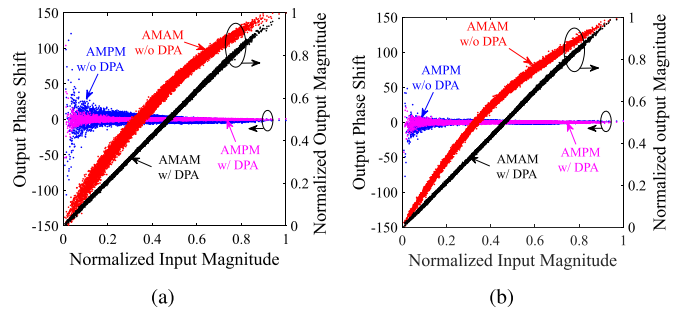 150
100
50
0
-50
-100
-150
Output Phase Shift
AMAM
w/o DPA
AMPM
w/o DPA
AMPM
w/ DPA
AMAM
w/ DPA
1
0.8
0.6
0.4
0.2
0
Normalized Output Magnitude
0 0.2 0.4 0.6 0.8 1
Normalized Input Magnitude
(a)
150
100
50
0
-50
-100
-150
Output Phase Shift
AMAM
w/o DPA
AMPM
w/o DPA
AMPM
w/ DPA
AMAM
w/ DPA
1
0.8
0.6
0.4
0.2
0
Normalized Output Magnitude
0 0.2 0.4 0.6 0.8 1
Normalized Input Magnitude
(b)